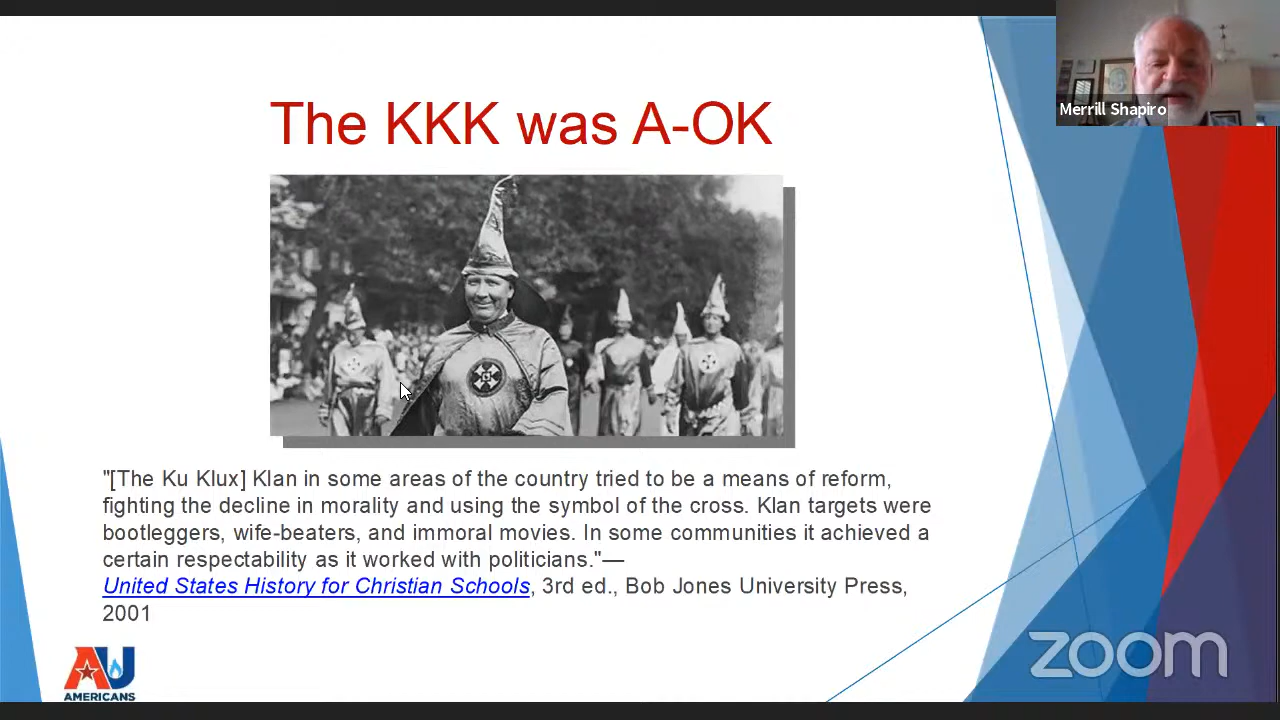 The KKK was A-OK
Merrill Shapiro
"[The Ku Klux] Klan in some areas of the country tried to be a means of reform,
fighting the decline in morality and using the symbol of the cross. Klan targets were
bootleggers, wife-beaters, and immoral movies. In some communities it achieved a
certain respectability as it worked with politicians."—
United States History for Christian Schools, 3rd ed., Bob Jones University Press,
2001
AU
AMERICANS
zoom